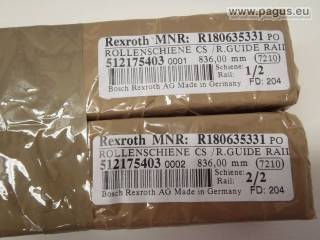 www.pagus.eu
Rexroth MNR: R180635331 PO
ROLLENSCHIENE CS /R.GUIDE RAIL
512175403 0001 836,00 mm (7210)
Schiene:
Rail: 1/2
Bosch Rexroth AG Made in Germany FD: 204
Rexroth MNR: R180635331 PO
ROLLENSCHIENE CS /R.GUIDE RAIL
512175403 0002 836,00 mm (7210)
Schiene:
Rail: 2/2
Bosch Rexroth AG Made in Germany FD: 204